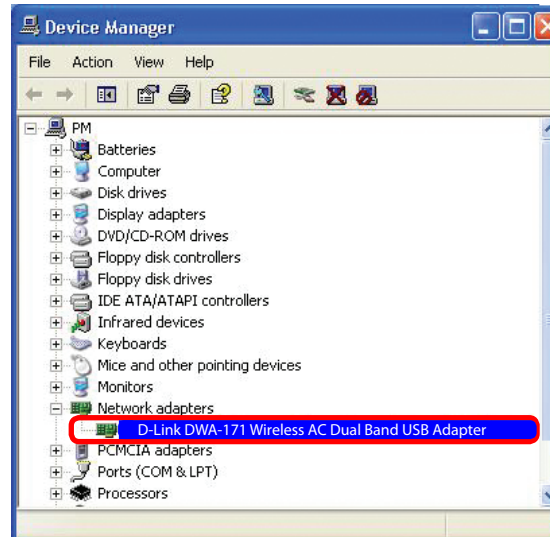 Device Manager
File Action View Help
PM
Batteries
Computer
Disk drives
Display adapters
DVD/CD-ROM drives
Floppy disk controllers
Floppy disk drives
IDE ATA/ATAPI controllers
Infrared devices
Keyboards
Mice and other pointing devices
Monitors
Network adapters
D-Link DWA-171 Wireless AC Dual Band USB Adapter
PCMCIA adapters
Ports (COM & LPT)
Processors